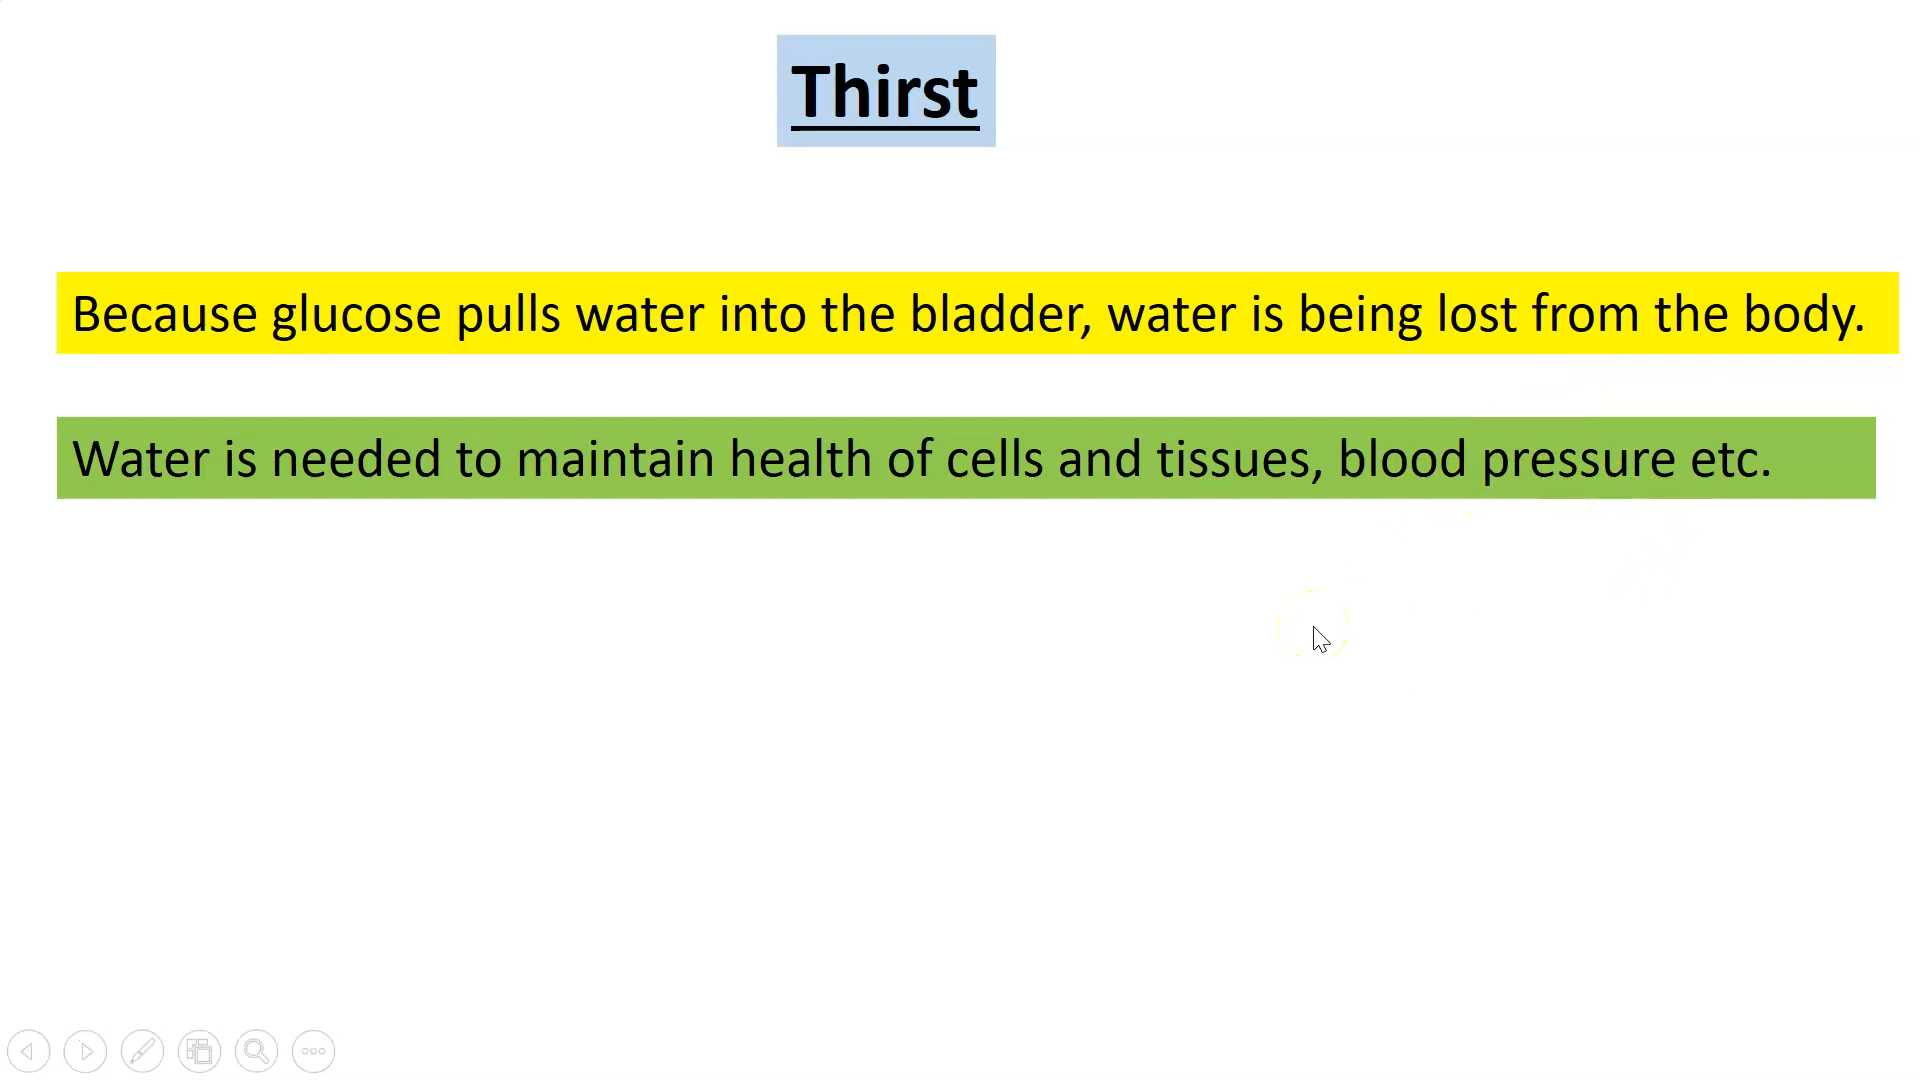 Thirst
Because glucose pulls water into the bladder, water is being lost from the body.
Water is needed to maintain health of cells and tissues, blood pressure etc.